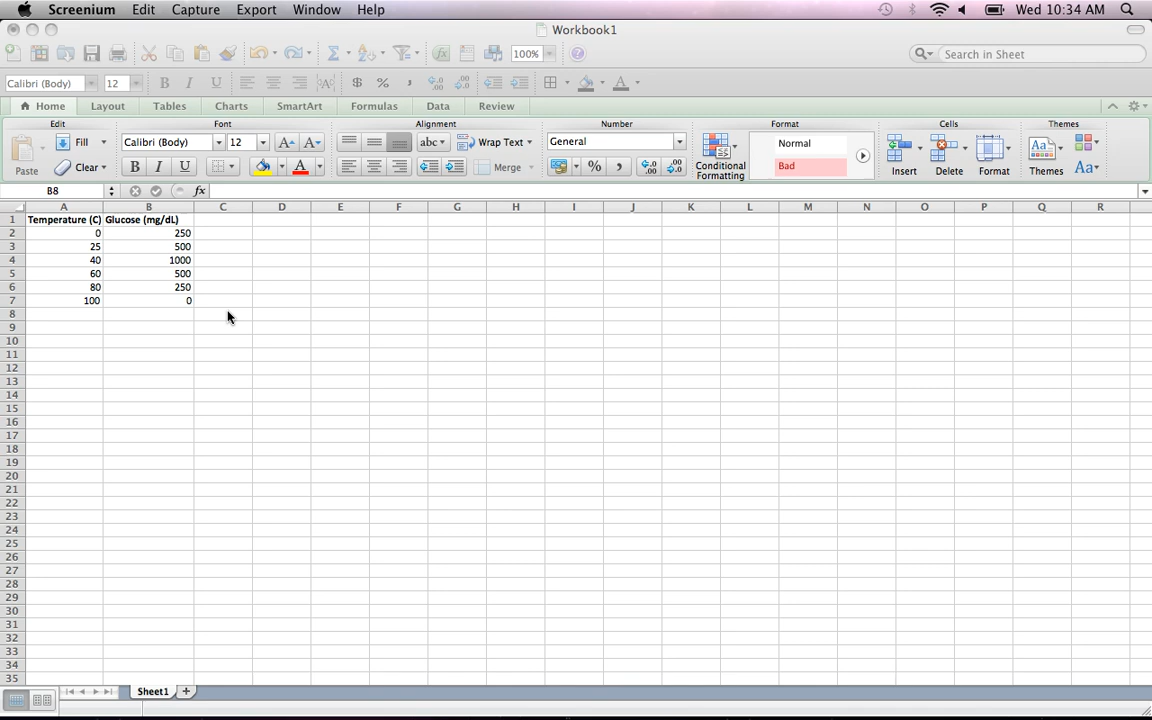 Screenium Edit Capture Export Window Help Wed 10:34 AM
Workbook1
100% Search in Sheet
Calibri (Body) 12 B I U ABC $ % ,
Home Layout Tables Charts SmartArt Formulas Data Review
Edit Font Alignment Number Format Cells Themes
Fill Calibri (Body) 12 A A abc Wrap Text General Normal
Paste Clear B I U A Merge % , Conditional Formatting Bad Insert Delete Format Themes Aa
B8 fx
A B C D E F G H I J K L M N O P Q R
1 Temperature (C) Glucose (mg/dL)
2 0 250
3 25 500
4 40 1000
5 60 500
6 80 250
7 100 0
8
9
10
11
12
13
14
15
16
17
18
19
20
21
22
23
24
25
26
27
28
29
30
31
32
33
34
35
Sheet1 +